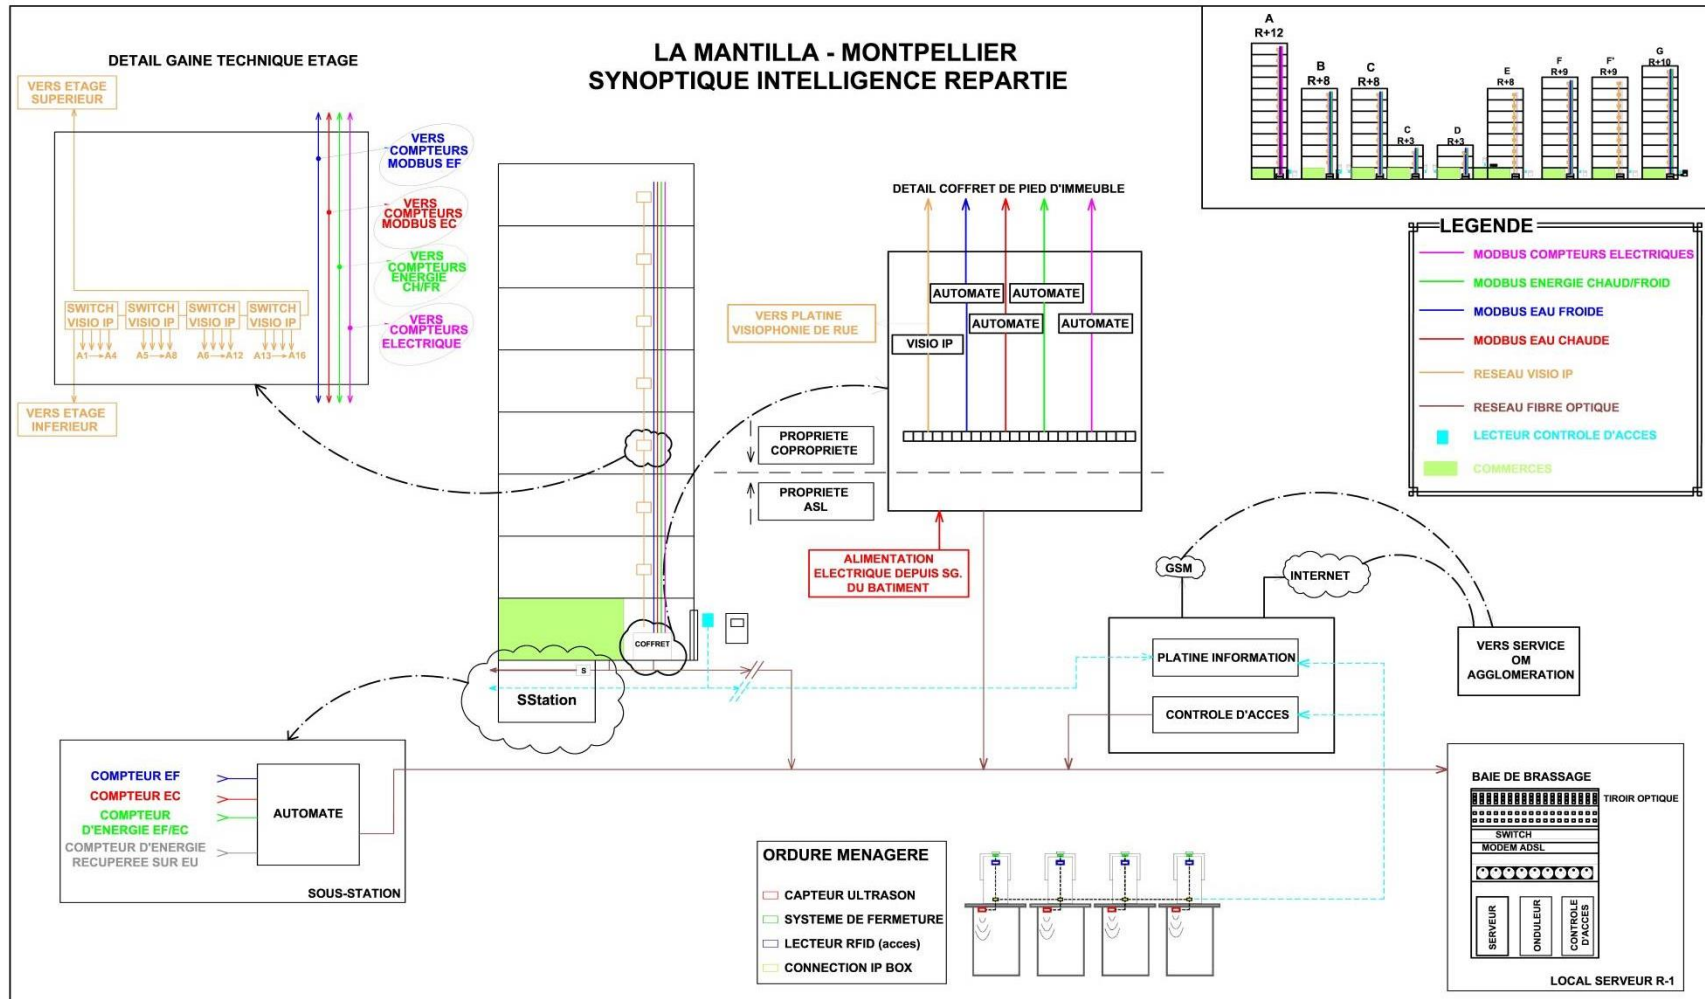 LA MANTILLA - MONTPELLIER
SYNOPTIQUE INTELLIGENCE REPARTIE
DETAIL GAINE TECHNIQUE ETAGE
VERS ETAGE
SUPERIEUR
VERS
COMPTEURS
MODBUS EF
VERS
COMPTEURS
MODBUS EC
VERS
COMPTEURS
ENERGIE
CH/FR
VERS
COMPTEURS
ELECTRIQUE
SWITCH
VISIO IP
SWITCH
VISIO IP
SWITCH
VISIO IP
SWITCH
VISIO IP
A1 A4
A5 A8
A6 A12
A13 A16
VERS ETAGE
INFERIEUR
A
R+12
B
R+8
C
R+8
C
R+3
D
R+3
E
R+8
F
R+9
F'
R+9
G
R+10
DETAIL COFFRET DE PIED D'IMMEUBLE
VERS PLATINE
VISIOPHONIE DE RUE
AUTOMATE
AUTOMATE
AUTOMATE
AUTOMATE
VISIO IP
PROPRIETE
COPROPRIETE
PROPRIETE
ASL
ALIMENTATION
ELECTRIQUE DEPUIS SG.
DU BATIMENT
LEGENDE
MODBUS COMPTEURS ELECTRIQUES
MODBUS ENERGIE CHAUD/FROID
MODBUS EAU FROIDE
MODBUS EAU CHAUDE
RESEAU VISIO IP
RESEAU FIBRE OPTIQUE
LECTEUR CONTROLE D'ACCES
COMMERCES
COFFRET
S
SStation
GSM
INTERNET
PLATINE INFORMATION
CONTROLE D'ACCES
VERS SERVICE
OM
AGGLOMERATION
COMPTEUR EF
COMPTEUR EC
COMPTEUR
D'ENERGIE EF/EC
COMPTEUR D'ENERGIE
RECUPEREE SUR EU
AUTOMATE
SOUS-STATION
ORDURE MENAGERE
CAPTEUR ULTRASON
SYSTEME DE FERMETURE
LECTEUR RFID (acces)
CONNECTION IP BOX
BAIE DE BRASSAGE
TIROIR OPTIQUE
SWITCH
MODEM ADSL
SERVEUR
ONDULEUR
CONTROLE
D'ACCES
LOCAL SERVEUR R-1